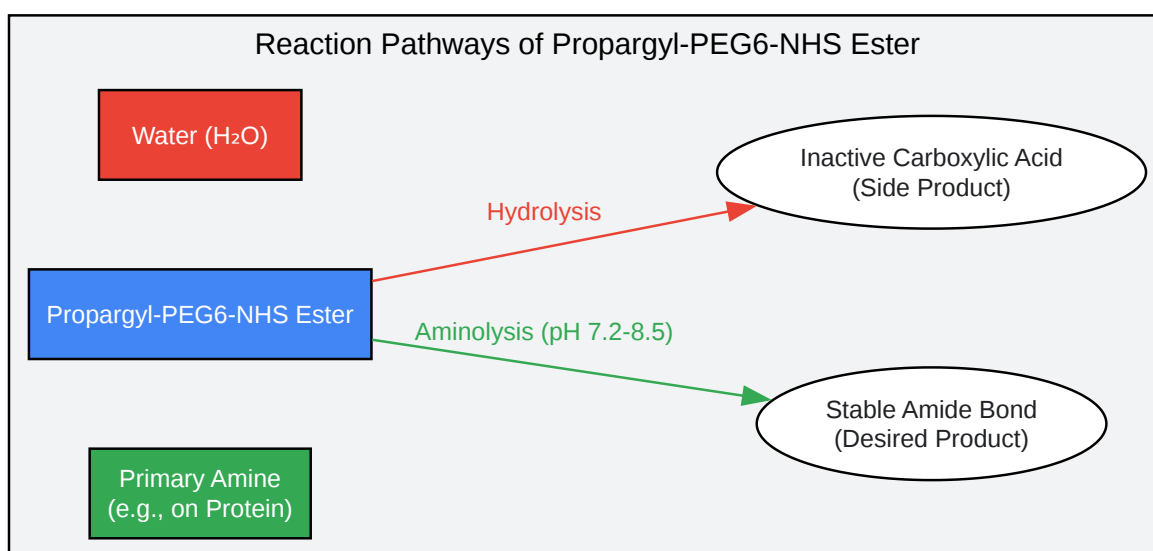 Reaction Pathways of Propargyl-PEG6-NHS Ester
Water (H₂O)
Inactive Carboxylic Acid
(Side Product)
Hydrolysis
Propargyl-PEG6-NHS Ester
Aminolysis (pH 7.2-8.5)
Stable Amide Bond
(Desired Product)
Primary Amine
(e.g., on Protein)